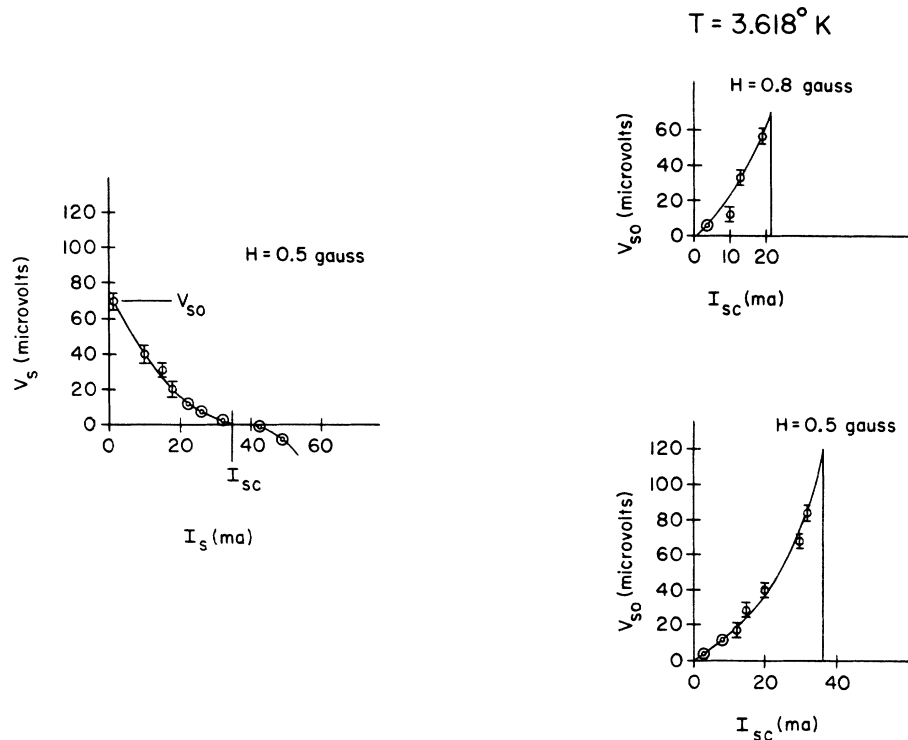 T = 3.618° K
H = 0.8 gauss
V_so (microvolts)
60
40
20
0
0 10 20
I_sc (ma)
H = 0.5 gauss
V_s (microvolts)
120
100
80
60
40
20
0
V_so
0 20 40 60
I_sc
I_s (ma)
H = 0.5 gauss
V_so (microvolts)
120
100
80
60
40
20
0
0 20 40
I_sc (ma)